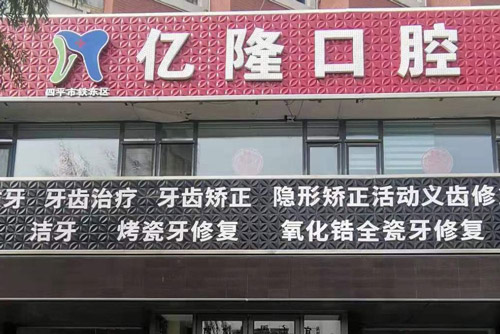 亿隆口腔
四平市铁东区
牙 牙齿治疗 牙齿矫正 隐形矫正活动义齿修
洁牙 烤瓷牙修复 氧化锆全瓷牙修复